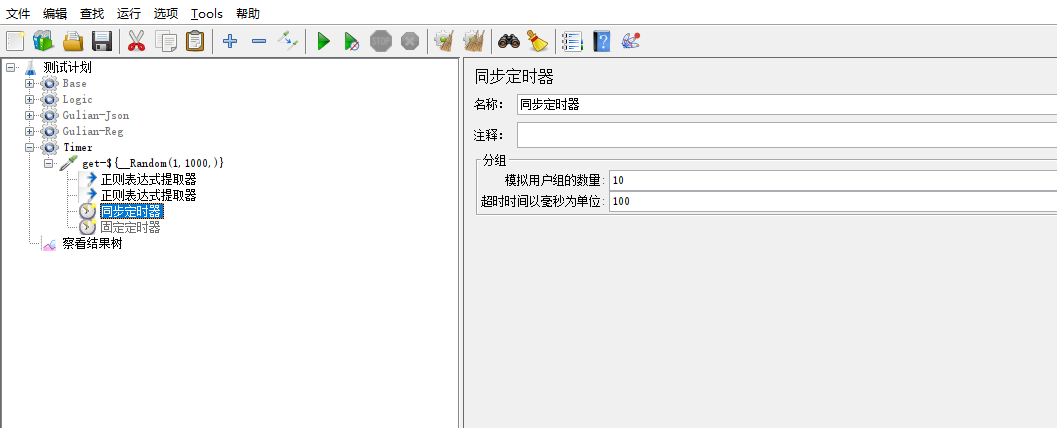 文件 编辑 查找 运行 选项 Tools 帮助
STOP
测试计划
Base
Logic
Gulian-Json
Gulian-Reg
Timer
get-${__Random(1,1000,)}
正则表达式提取器
正则表达式提取器
同步定时器
固定定时器
察看结果树
同步定时器
名称： 同步定时器
注释：
分组
模拟用户组的数量: 10
超时时间以毫秒为单位: 100